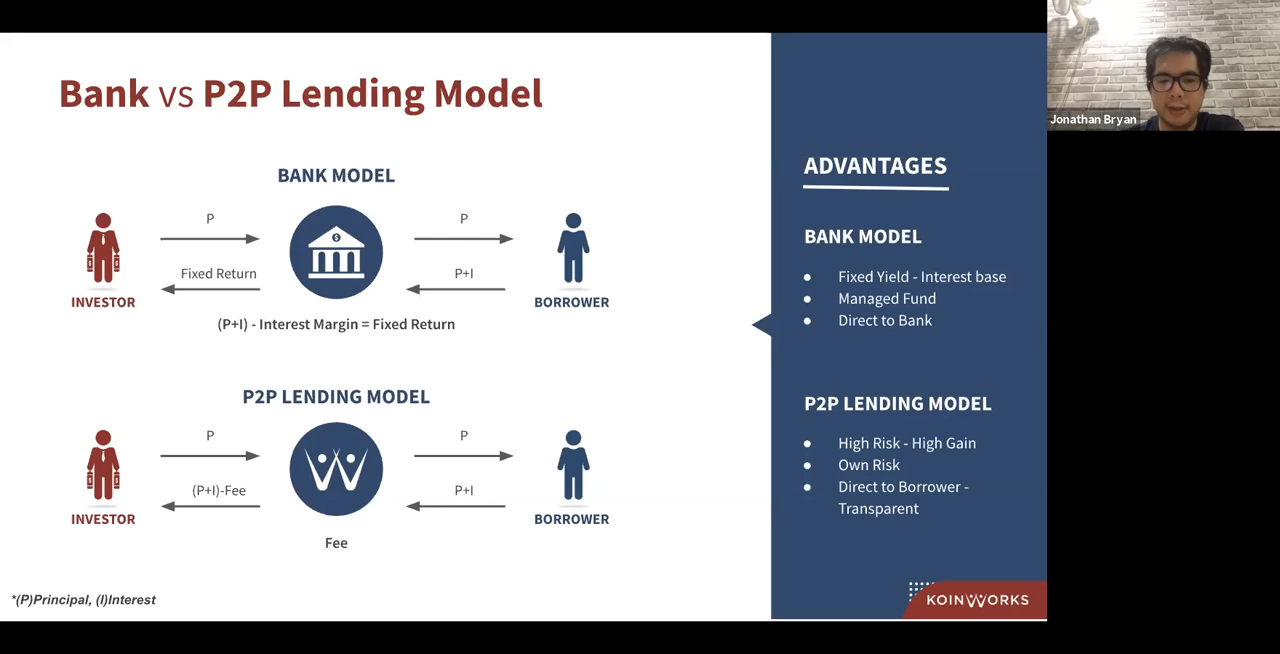 Bank vs P2P Lending Model
BANK MODEL
P
P
Fixed Return
P+I
$
INVESTOR
BORROWER
(P+I) - Interest Margin = Fixed Return
P2P LENDING MODEL
P
P
(P+I)-Fee
P+I
INVESTOR
BORROWER
Fee
*(P)Principal, (I)Interest
ADVANTAGES
BANK MODEL
● Fixed Yield - Interest base
● Managed Fund
● Direct to Bank
P2P LENDING MODEL
● High Risk - High Gain
● Own Risk
● Direct to Borrower -
Transparent
KOINWORKS
Jonathan Bryan